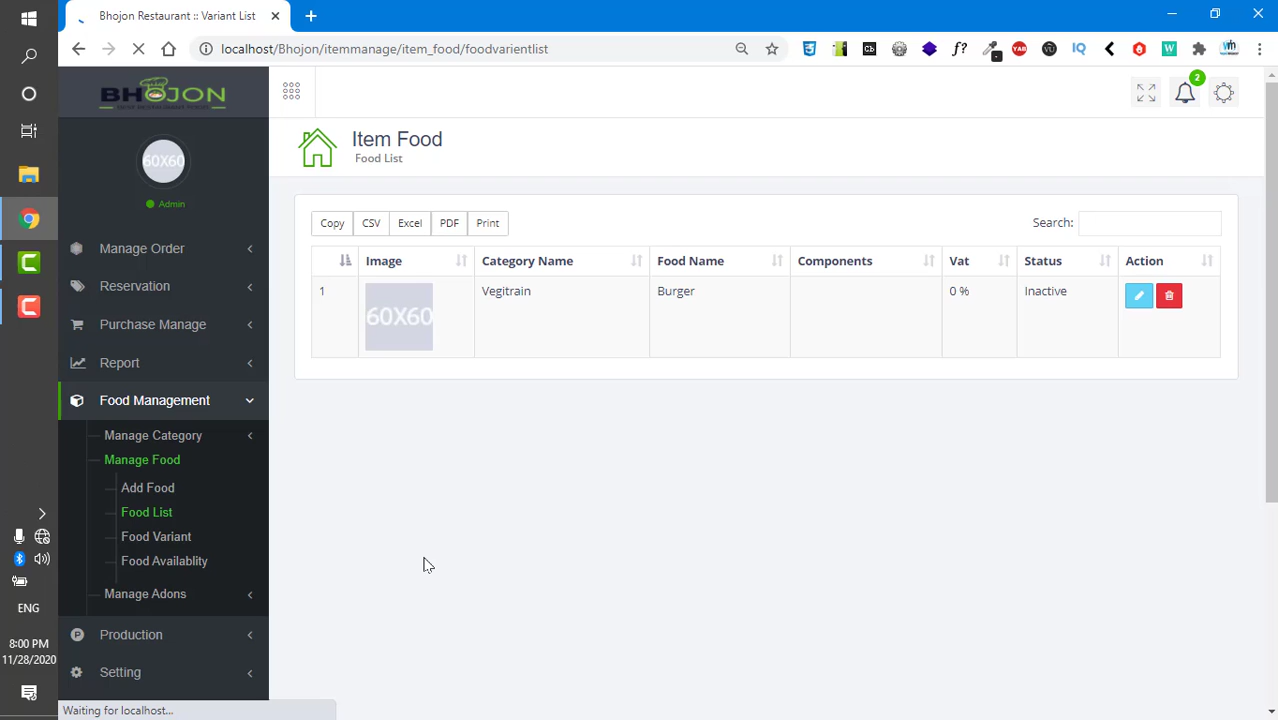 Bhojon Restaurant :: Variant List
localhost/Bhojon/itemmanage/item_food/foodvarientlist
BHOJON
60X60
Admin
Manage Order
Reservation
Purchase Manage
Report
Food Management
Manage Category
Manage Food
Add Food
Food List
Food Variant
Food Availablity
Manage Adons
Production
Setting
Waiting for localhost...
2
Item Food
Food List
Copy CSV Excel PDF Print Search:
Image Category Name Food Name Components Vat Status Action
1 60X60 Vegitrain Burger 0 % Inactive
ENG
8:00 PM
11/28/2020